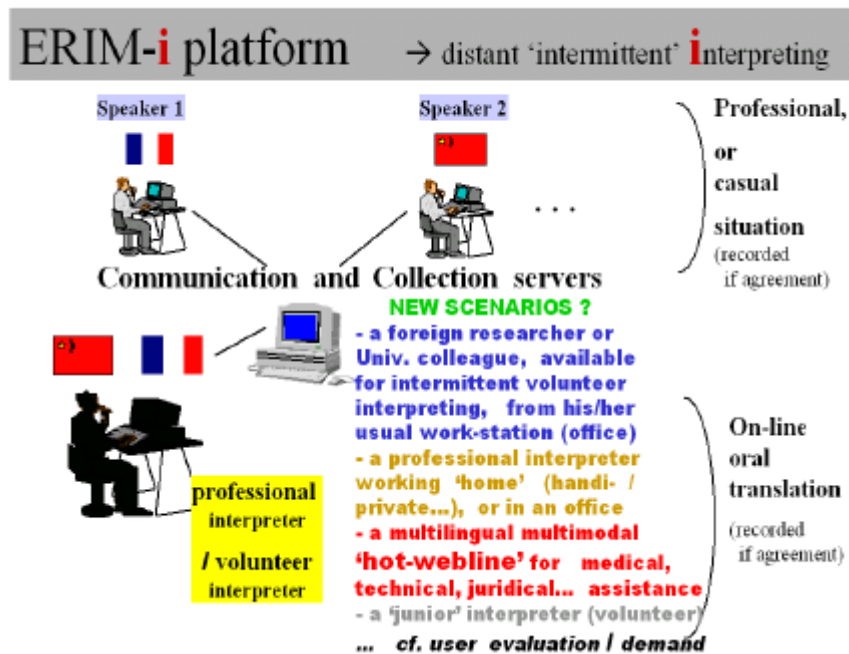 ERIM-i platform → distant ‘intermittent’ interpreting
Speaker 1
Speaker 2
Professional,
or
casual
situation
(recorded
if agreement)
. . .
Communication and Collection servers
NEW SCENARIOS ?
- a foreign researcher or
Univ. colleague, available
for intermittent volunteer
interpreting, from his/her
usual work-station (office)
- a professional interpreter
working ‘home’ (handi- /
private...), or in an office
- a multilingual multimodal
‘hot-webline’ for medical,
technical, juridical... assistance
- a ‘junior’ interpreter (volunteer)
... cf. user evaluation / demand
professional
interpreter
/ volunteer
interpreter
On-line
oral
translation
(recorded
if agreement)